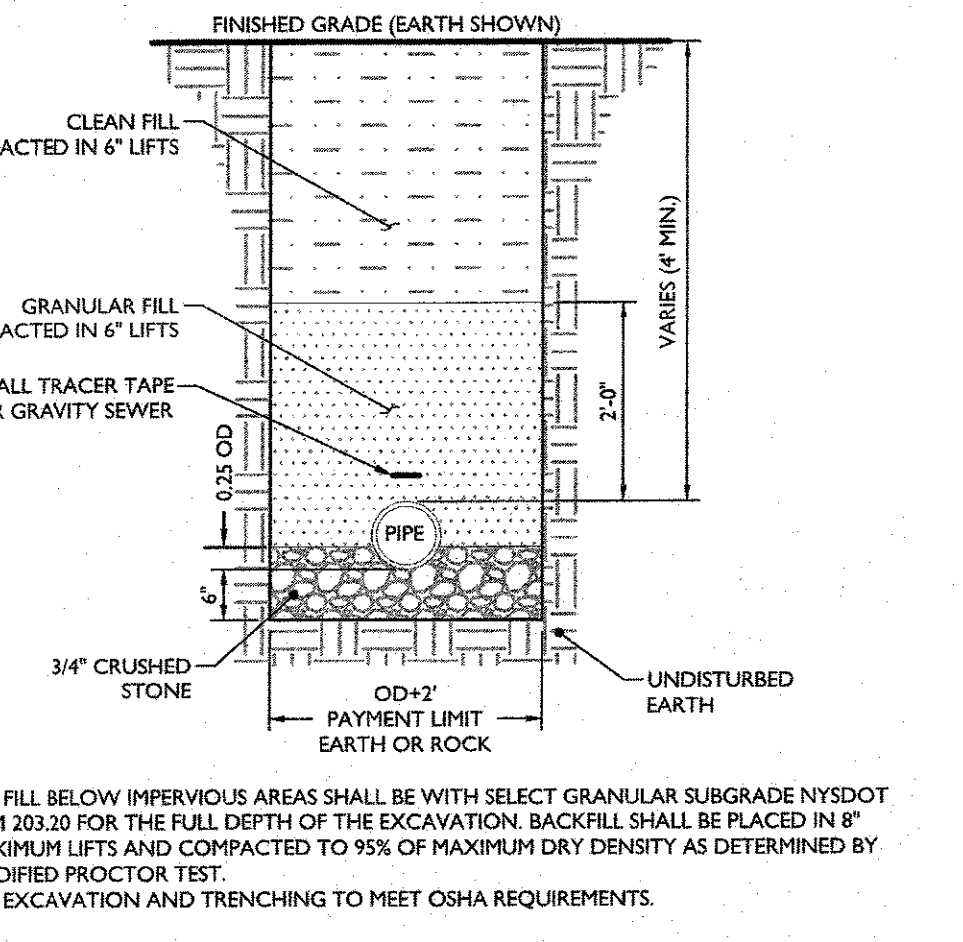 FINISHED GRADE (EARTH SHOWN)
CLEAN FILL
ACTED IN 6" LIFTS
VARIES (4' MIN.)
GRANULAR FILL
ACTED IN 6" LIFTS
2'-0"
ALL TRACER TAPE
R GRAVITY SEWER
0.25 OD
PIPE
6"
3/4" CRUSHED
STONE
UNDISTURBED
EARTH
OD+2'
PAYMENT LIMIT
EARTH OR ROCK
FILL BELOW IMPERVIOUS AREAS SHALL BE WITH SELECT GRANULAR SUBGRADE NYSDOT
M 203.20 FOR THE FULL DEPTH OF THE EXCAVATION. BACKFILL SHALL BE PLACED IN 8"
XIMUM LIFTS AND COMPACTED TO 95% OF MAXIMUM DRY DENSITY AS DETERMINED BY
DIFIED PROCTOR TEST.
EXCAVATION AND TRENCHING TO MEET OSHA REQUIREMENTS.